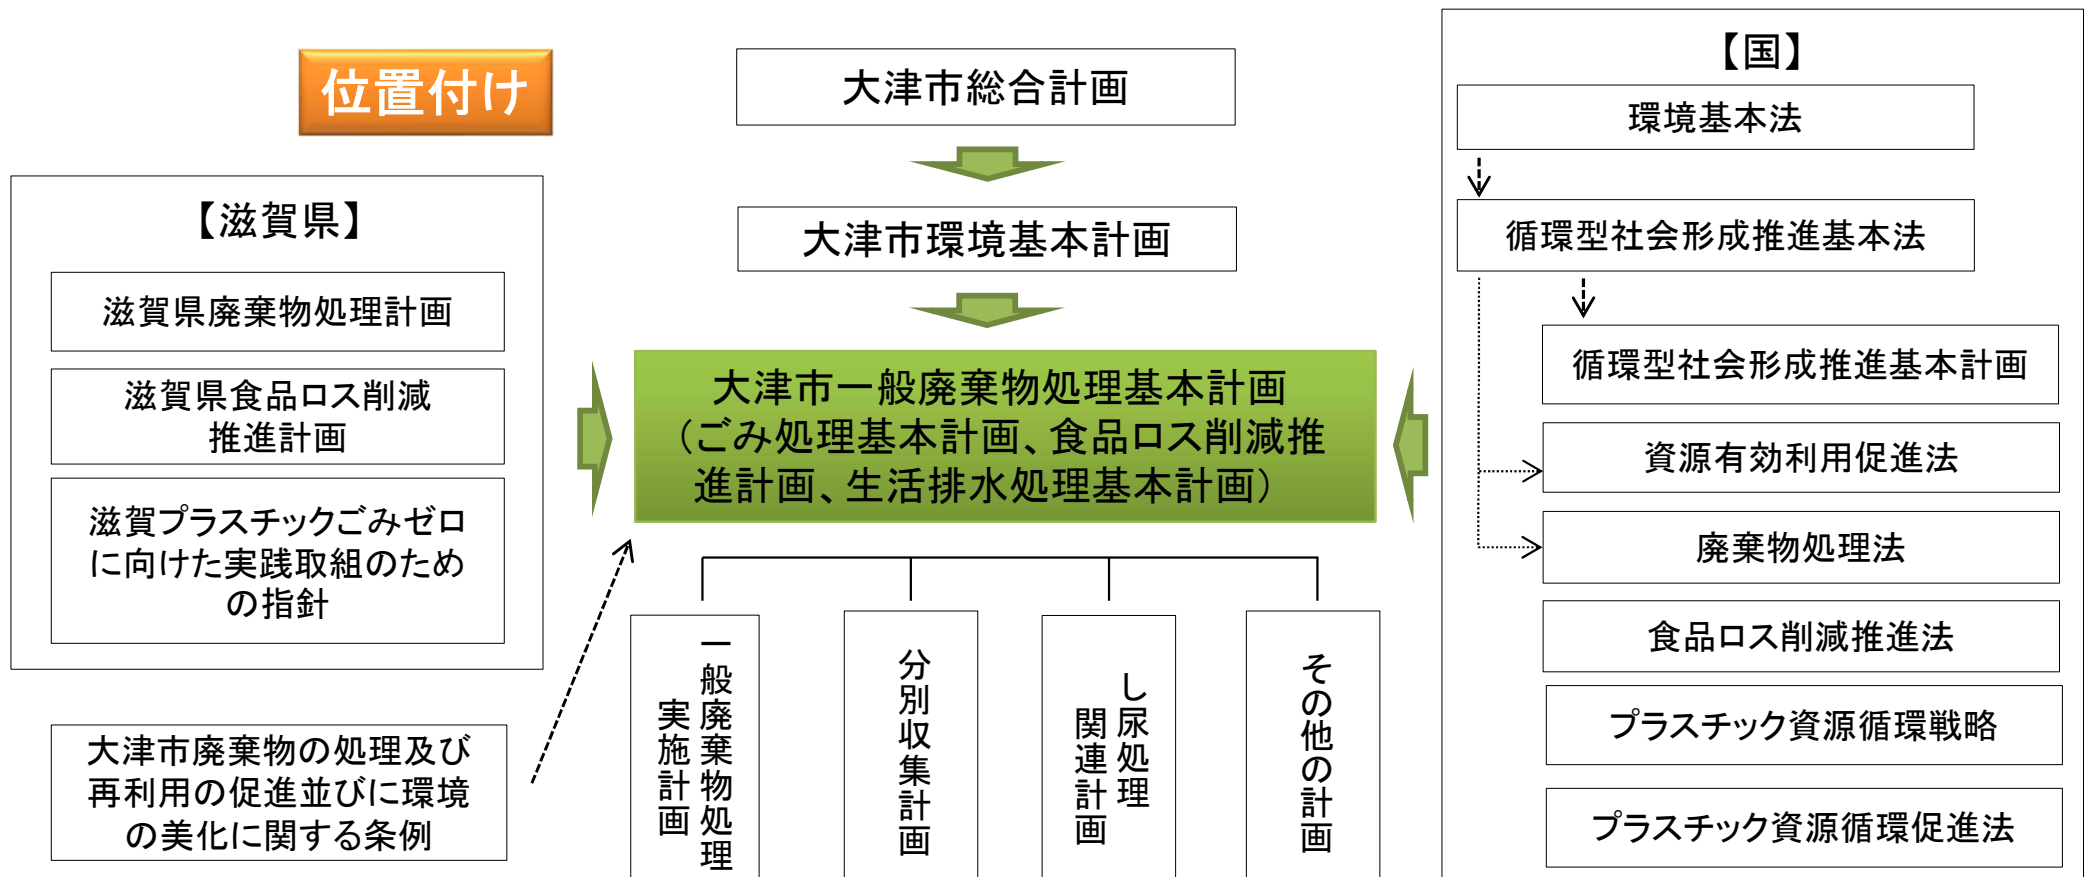 位置付け
大津市総合計画
大津市環境基本計画
大津市一般廃棄物処理基本計画
（ごみ処理基本計画、食品ロス削減推
進計画、生活排水処理基本計画）
一般廃棄物処理
実施計画
分別収集計画
し尿処理
関連計画
その他の計画
【滋賀県】
滋賀県廃棄物処理計画
滋賀県食品ロス削減
推進計画
滋賀プラスチックごみゼロ
に向けた実践取組のため
の指針
大津市廃棄物の処理及び
再利用の促進並びに環境
の美化に関する条例
【国】
環境基本法
循環型社会形成推進基本法
循環型社会形成推進基本計画
資源有効利用促進法
廃棄物処理法
食品ロス削減推進法
プラスチック資源循環戦略
プラスチック資源循環促進法